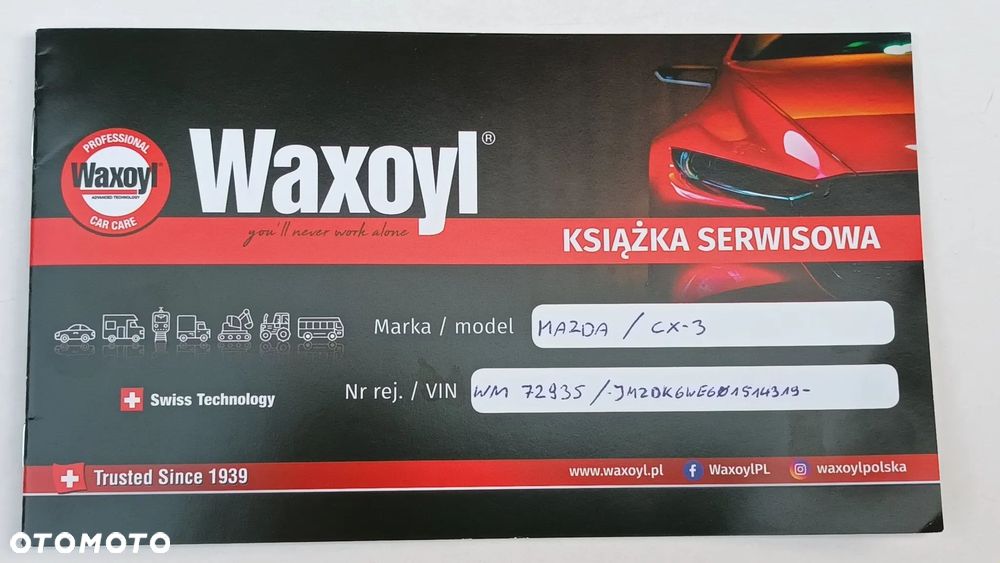 PROFESSIONAL
Waxoyl®
ADVANCED TECHNOLOGY
CAR CARE
Waxoyl®
you'll never work alone
KSIĄŻKA SERWISOWA
Marka / model MAZDA / CX-3
Nr rej. / VIN WM 72935 / JMZDK6WE601514319-
Swiss Technology
Trusted Since 1939
www.waxoyl.pl WaxoylPL waxoylpolska
OTOMOTO